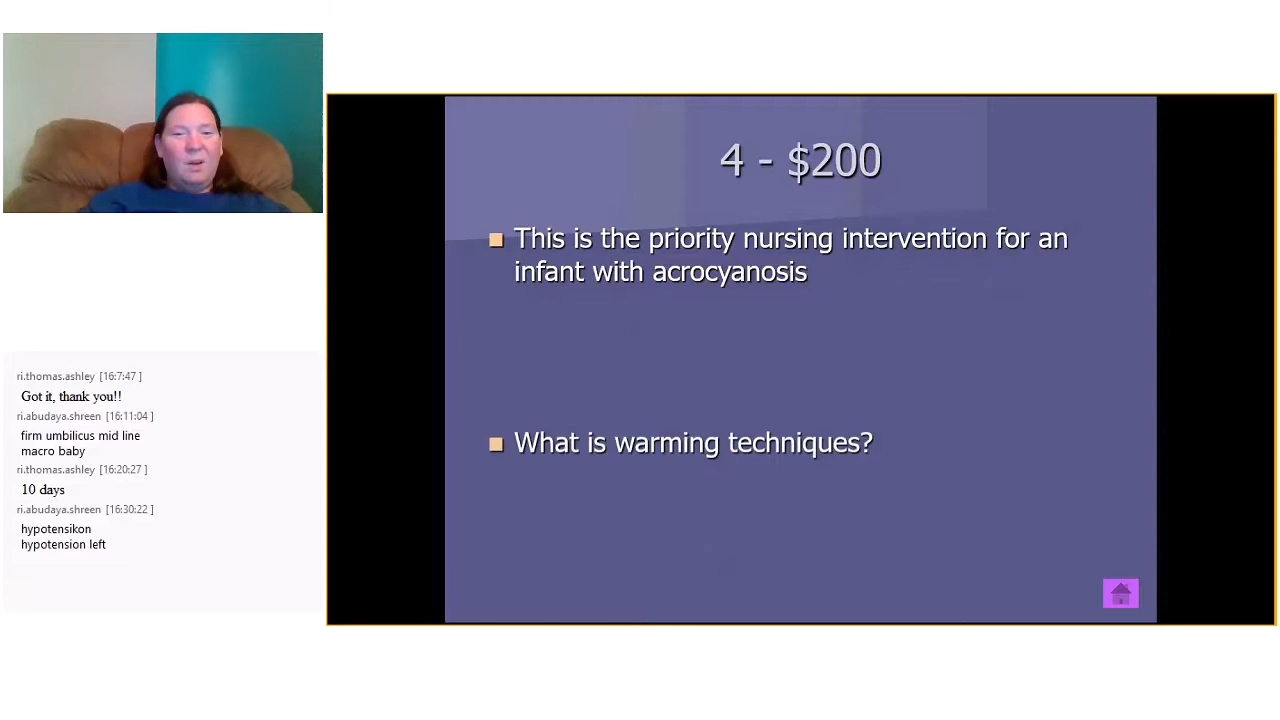 4 - $200
This is the priority nursing intervention for an
infant with acrocyanosis
What is warming techniques?
ri.thomas.ashley [16:7:47 ]
Got it, thank you!!
ri.abudaya.shreen [16:11:04 ]
firm umbilicus mid line
macro baby
ri.thomas.ashley [16:20:27 ]
10 days
ri.abudaya.shreen [16:30:22 ]
hypotensikon
hypotension left